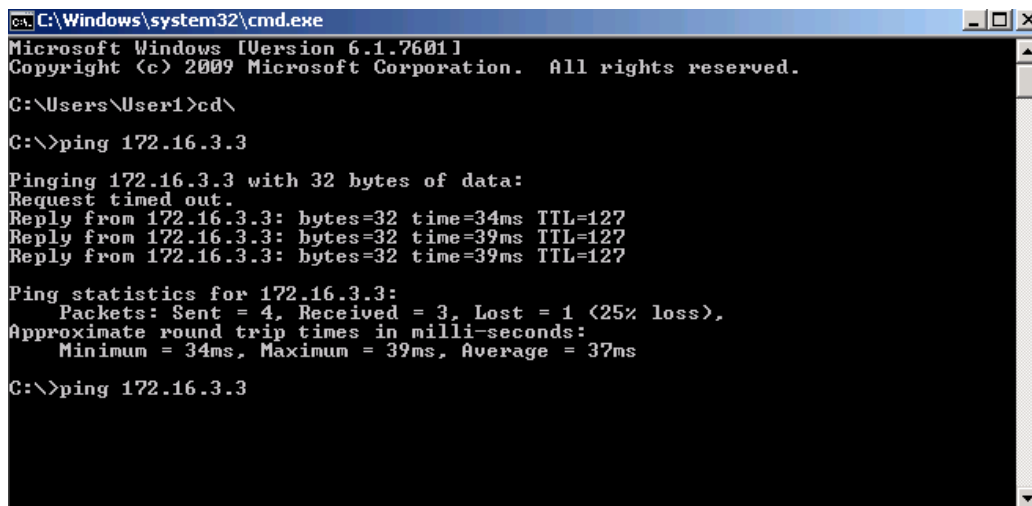 C:\Windows\system32\cmd.exe
Microsoft Windows [Version 6.1.7601]
Copyright (c) 2009 Microsoft Corporation.  All rights reserved.
C:\Users\User1>cd\
C:\>ping 172.16.3.3
Pinging 172.16.3.3 with 32 bytes of data:
Request timed out.
Reply from 172.16.3.3: bytes=32 time=34ms TTL=127
Reply from 172.16.3.3: bytes=32 time=39ms TTL=127
Reply from 172.16.3.3: bytes=32 time=39ms TTL=127
Ping statistics for 172.16.3.3:
    Packets: Sent = 4, Received = 3, Lost = 1 (25% loss),
Approximate round trip times in milli-seconds:
    Minimum = 34ms, Maximum = 39ms, Average = 37ms
C:\>ping 172.16.3.3